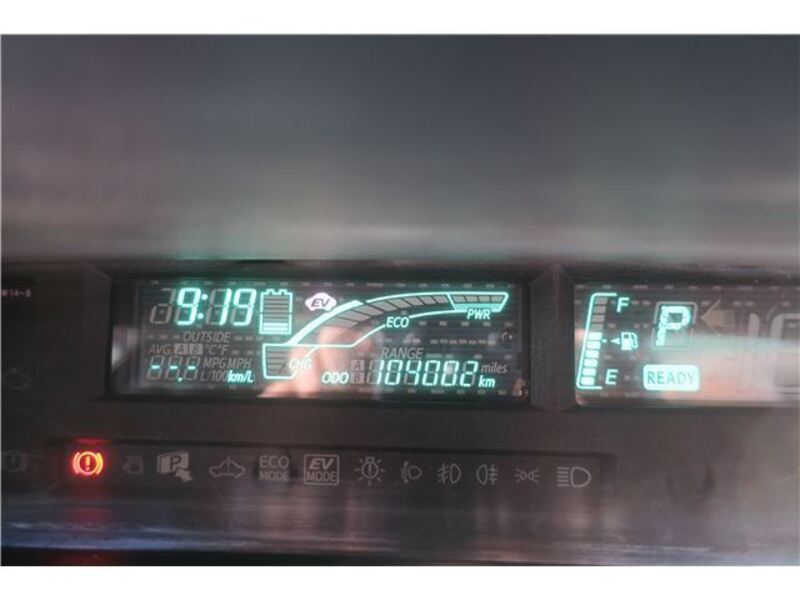 9:19 EV F
ECO PWR P
OUTSIDE
AVG A B °C°F CHG RANGE E READY
MPG MPH miles
--.- L/100 km/L ODO B 104002 km
ECO MODE EV MODE